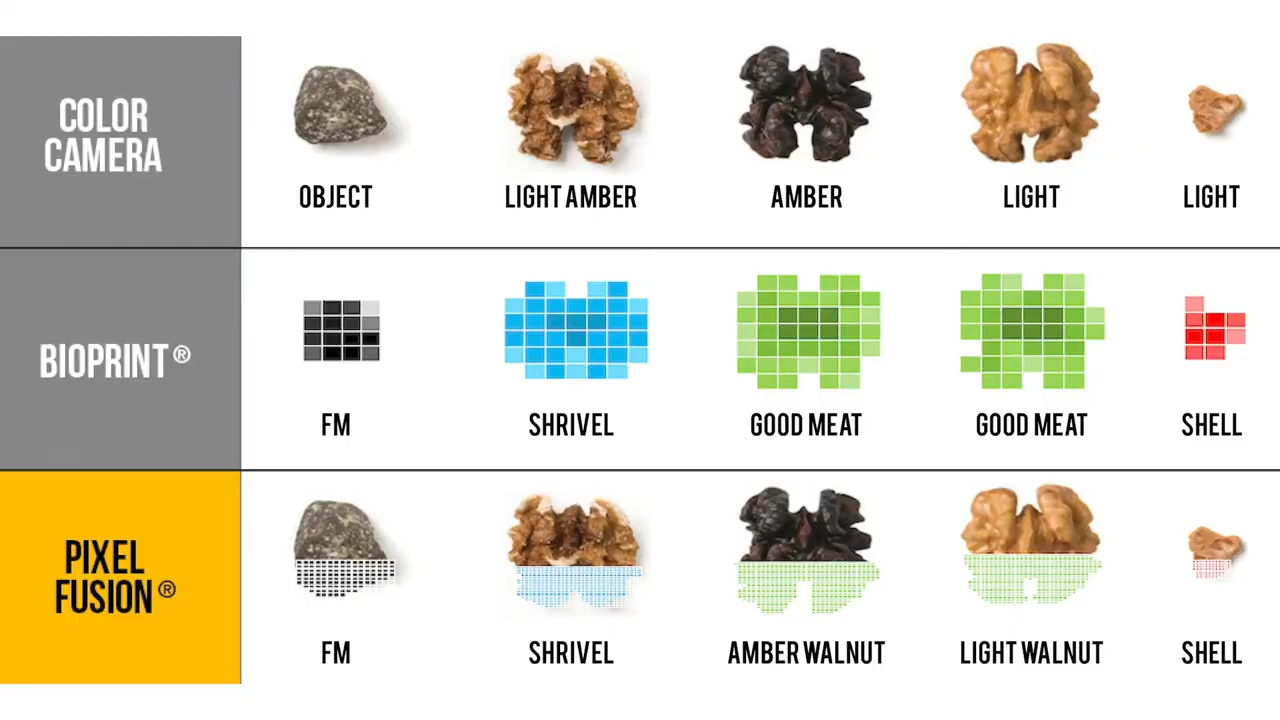 COLOR
CAMERA
OBJECT
LIGHT AMBER
AMBER
LIGHT
LIGHT
BIOPRINT®
FM
SHRIVEL
GOOD MEAT
GOOD MEAT
SHELL
PIXEL
FUSION®
FM
SHRIVEL
AMBER WALNUT
LIGHT WALNUT
SHELL